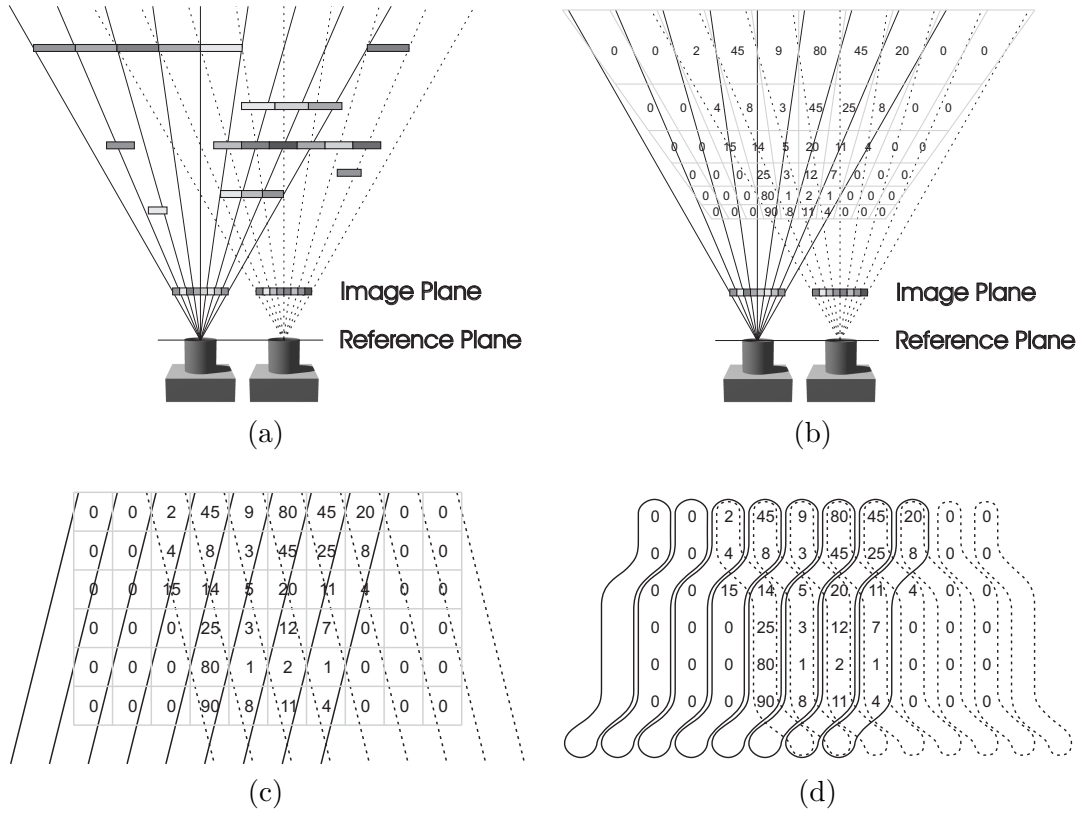 Image Plane
Reference Plane
(a)
0 0 2 45 9 80 45 20 0 0
0 0 4 8 3 45 25 8 0 0
0 0 15 14 5 20 11 4 0 0
0 0 0 25 3 12 7 0 0 0
0 0 0 80 1 2 1 0 0 0
0 0 0 90 8 11 4 0 0 0
Image Plane
Reference Plane
(b)
0 0 2 45 9 80 45 20 0 0
0 0 4 8 3 45 25 8 0 0
0 0 15 14 5 20 11 4 0 0
0 0 0 25 3 12 7 0 0 0
0 0 0 80 1 2 1 0 0 0
0 0 0 90 8 11 4 0 0 0
(c)
0 0 2 45 9 80 45 20 0 0
0 0 4 8 3 45 25 8 0 0
0 0 15 14 5 20 11 4 0 0
0 0 0 25 3 12 7 0 0 0
0 0 0 80 1 2 1 0 0 0
0 0 0 90 8 11 4 0 0 0
(d)